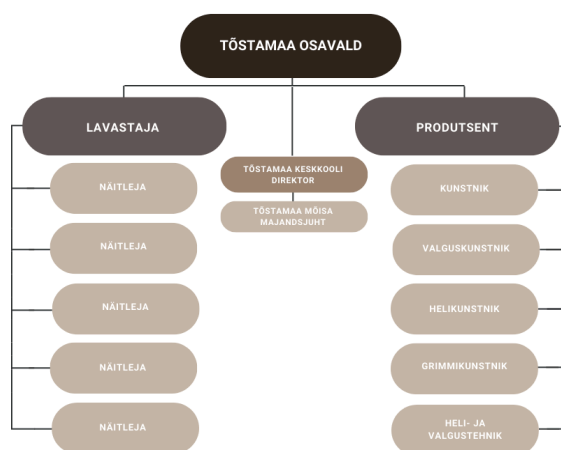 TÕSTAMAA OSAVALD
LAVASTAJA
PRODUTSENT
TÕSTAMAA KESKKOOLI
DIREKTOR
TÕSTAMAA MÕISA
MAJANDSJUHT
NÄITLEJA
NÄITLEJA
NÄITLEJA
NÄITLEJA
NÄITLEJA
KUNSTNIK
VALGUSKUNSTNIK
HELIKUNSTNIK
GRIMMIKUNSTNIK
HELI- JA
VALGUSTEHNIK